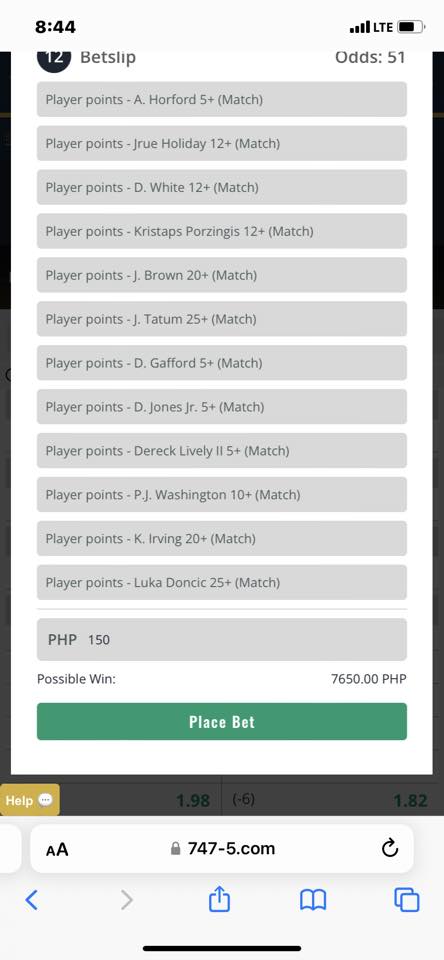 8:44 LTE
12 Betslip Odds: 51
Player points - A. Horford 5+ (Match)
Player points - Jrue Holiday 12+ (Match)
Player points - D. White 12+ (Match)
Player points - Kristaps Porzingis 12+ (Match)
Player points - J. Brown 20+ (Match)
Player points - J. Tatum 25+ (Match)
Player points - D. Gafford 5+ (Match)
Player points - D. Jones Jr. 5+ (Match)
Player points - Dereck Lively II 5+ (Match)
Player points - P.J. Washington 10+ (Match)
Player points - K. Irving 20+ (Match)
Player points - Luka Doncic 25+ (Match)
PHP 150
Possible Win: 7650.00 PHP
Place Bet
Help 1.98 (-6) 1.82
AA 747-5.com